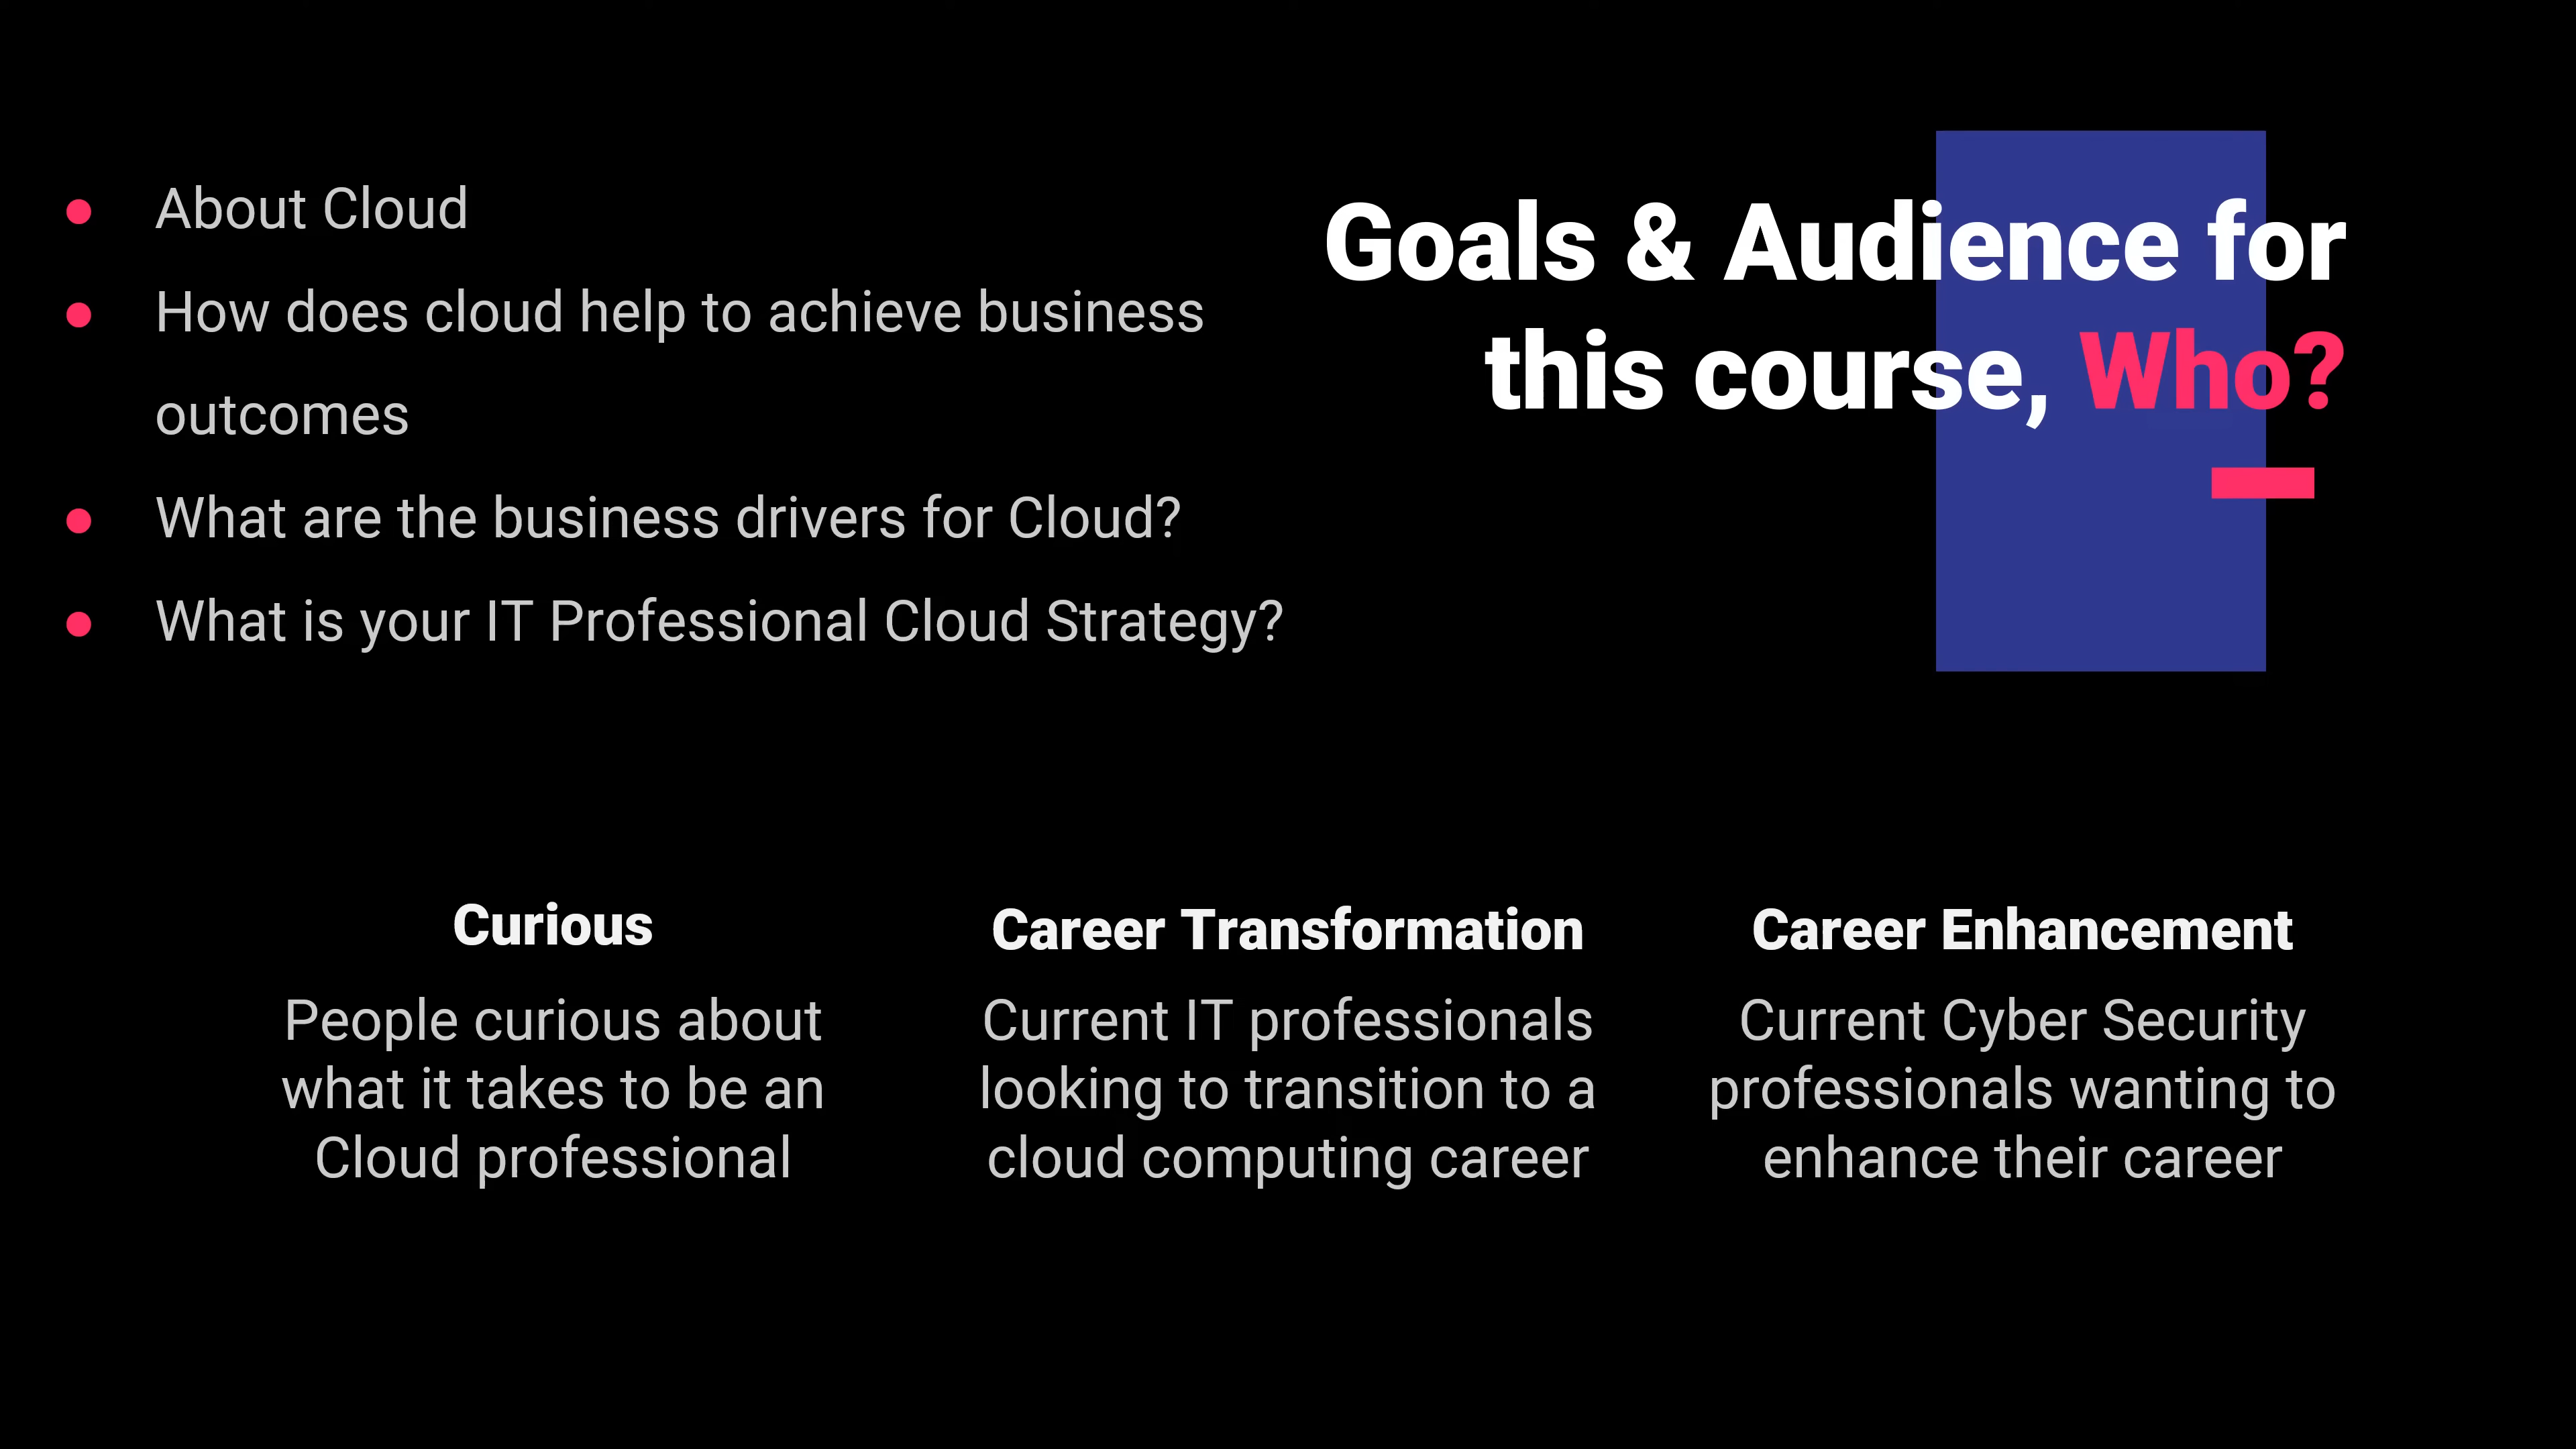 Goals & Audience for
this course, Who?
About Cloud
How does cloud help to achieve business
outcomes
What are the business drivers for Cloud?
What is your IT Professional Cloud Strategy?
Curious
People curious about
what it takes to be an
Cloud professional
Career Transformation
Current IT professionals
looking to transition to a
cloud computing career
Career Enhancement
Current Cyber Security
professionals wanting to
enhance their career